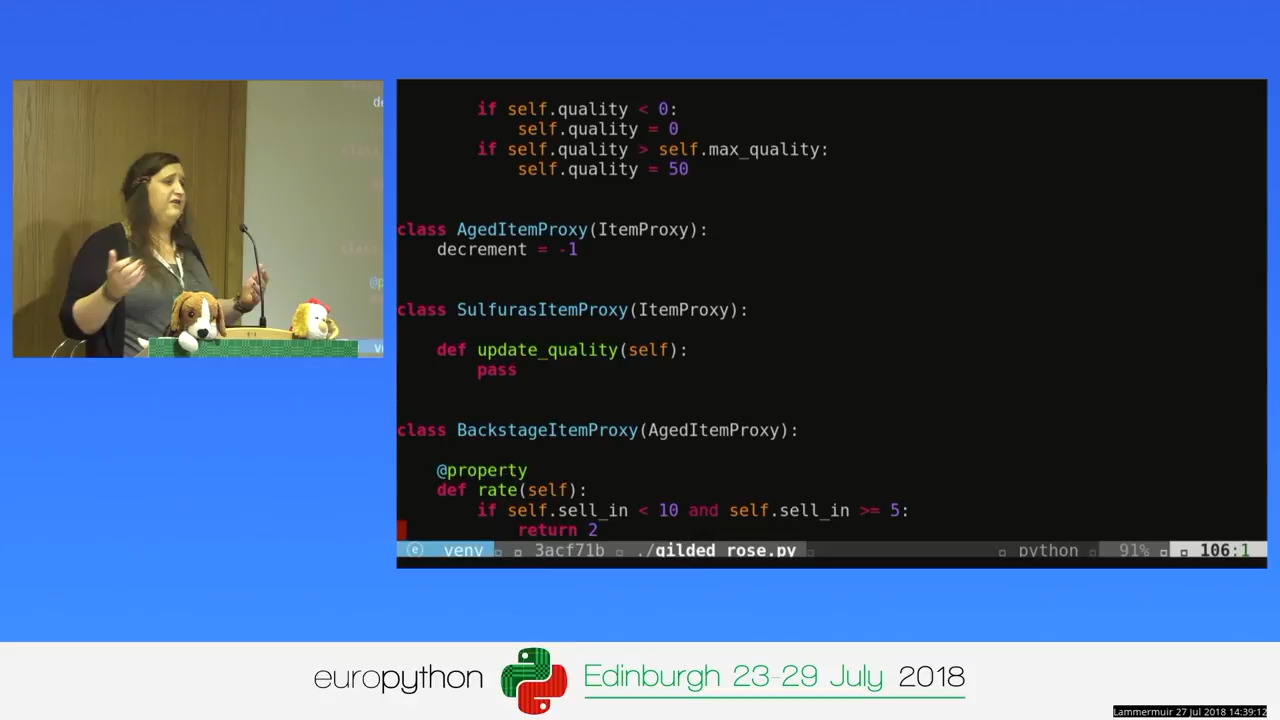 if self.quality < 0:
self.quality = 0
if self.quality > self.max_quality:
self.quality = 50
class AgedItemProxy(ItemProxy):
decrement = -1
class SulfurasItemProxy(ItemProxy):
def update_quality(self):
pass
class BackstageItemProxy(AgedItemProxy):
@property
def rate(self):
if self.sell_in < 10 and self.sell_in >= 5:
return 2
venv 3acf71b ./gilded_rose.py python 91% 106:1
europython Edinburgh 23-29 July 2018
Lammermuir 27 Jul 2018 14:39:12